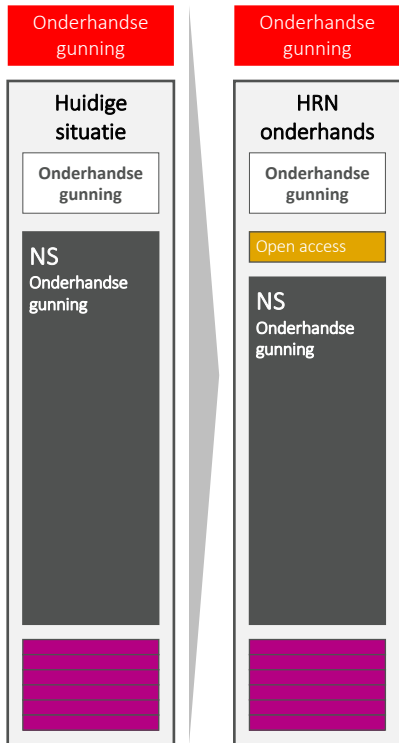 Onderhandse
gunning
Huidige
situatie
Onderhandse
gunning
NS
Onderhandse
gunning
Onderhandse
gunning
HRN
onderhands
Onderhandse
gunning
Open access
NS
Onderhandse
gunning